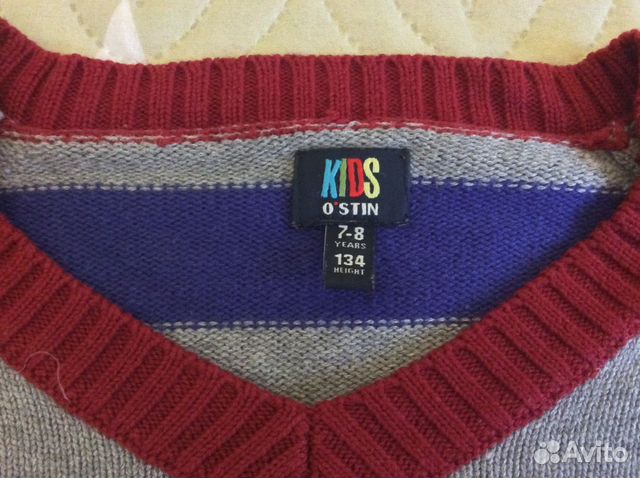 KIDS
O'STIN
7-8
YEARS
134
HEIGHT
Avito